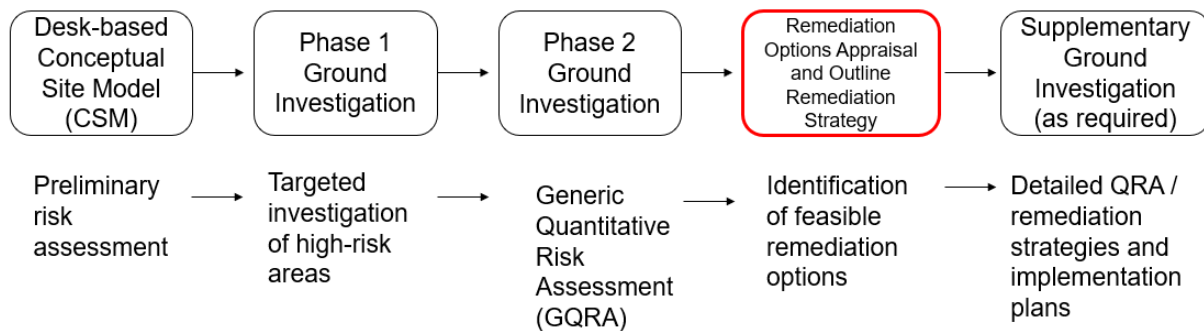 Desk-based
Conceptual
Site Model
(CSM)
Phase 1
Ground
Investigation
Phase 2
Ground
Investigation
Remediation
Options Appraisal
and Outline
Remediation
Strategy
Supplementary
Ground
Investigation
(as required)
Preliminary
risk
assessment
Targeted
investigation
of high-risk
areas
Generic
Quantitative
Risk
Assessment
(GQRA)
Identification
of feasible
remediation
options
Detailed QRA /
remediation
strategies and
implementation
plans